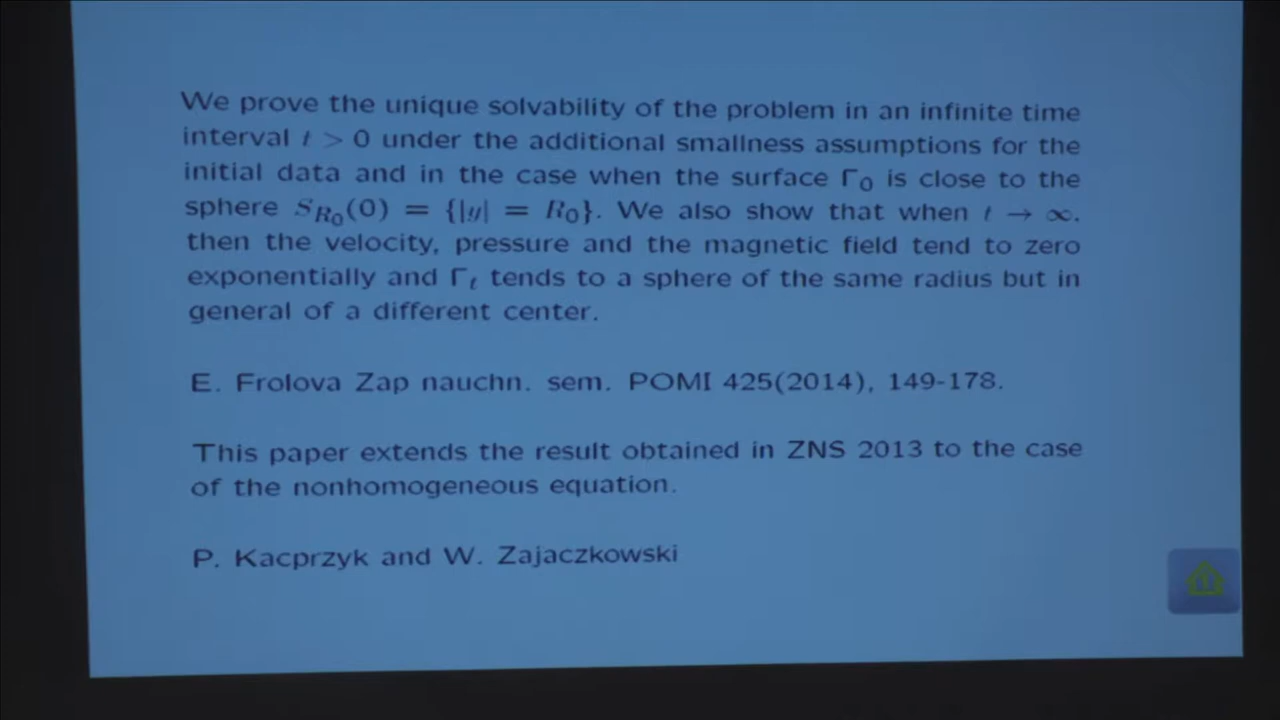 We prove the unique solvability of the problem in an infinite time
interval t > 0 under the additional smallness assumptions for the
initial data and in the case when the surface Γ₀ is close to the
sphere S_{R₀}(0) = {|y| = R₀}. We also show that when t → ∞,
then the velocity, pressure and the magnetic field tend to zero
exponentially and Γ_t tends to a sphere of the same radius but in
general of a different center.
E. Frolova Zap nauchn. sem. POMI 425(2014), 149-178.
This paper extends the result obtained in ZNS 2013 to the case
of the nonhomogeneous equation.
P. Kacprzyk and W. Zajaczkowski